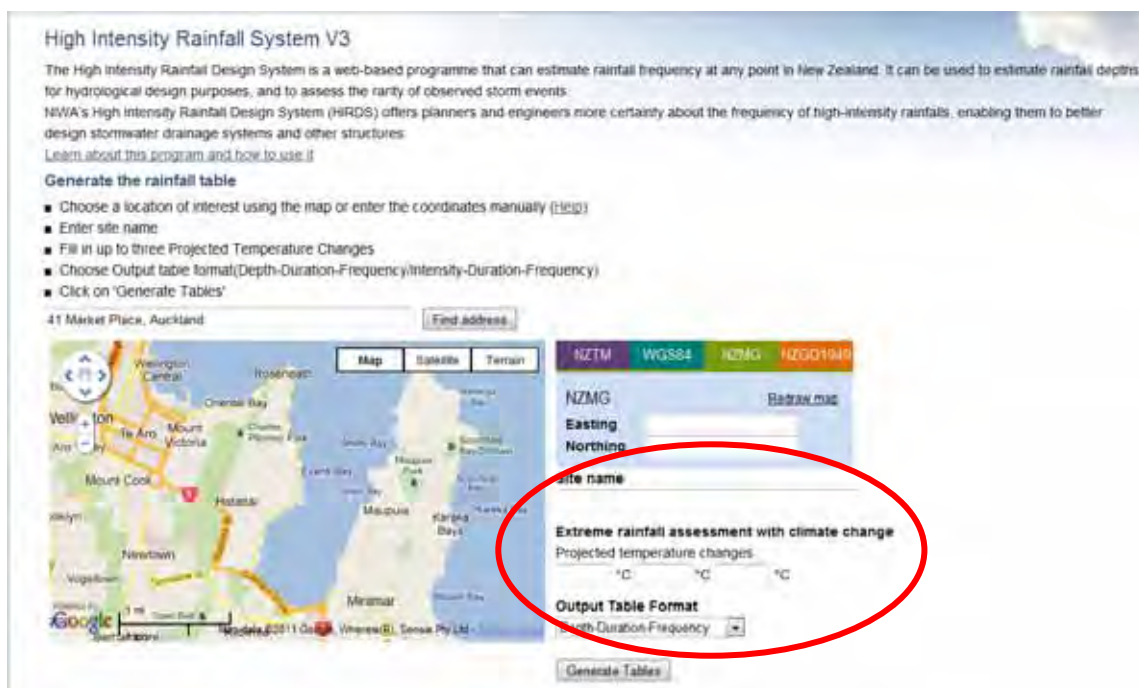 High Intensity Rainfall System V3
The High Intensity Rainfall Design System is a web-based programme that can estimate rainfall frequency at any point in New Zealand. It can be used to estimate rainfall depths
for hydrological design purposes, and to assess the rarity of observed storm events
NIWA's High Intensity Rainfall Design System (HIRDS) offers planners and engineers more certainty about the frequency of high-intensity rainfalls, enabling them to better
design stormwater drainage systems and other structures
Learn about this program and how to use it
Generate the rainfall table
■ Choose a location of interest using the map or enter the coordinates manually (Help)
■ Enter site name
■ Fill in up to three Projected Temperature Changes
■ Choose Output table format(Depth-Duration-Frequency/Intensity-Duration-Frequency)
■ Click on 'Generate Tables'
41 Market Place, Auckland Find address
Map Satellite Terrain
NZTM WGS84 NZMG NZGD1949
Wellington
Central
Roseneath
Oriental Bay
NZMG Redraw map
Easting
Northing
Te Aro Mount
Victoria
Evans Bay
Mount Cook
Hataitai
Maupuia
Karaka
Bays
Newtown
Miramar
Site name
Extreme rainfall assessment with climate change
Projected temperature changes
°C °C °C
Output Table Format
Depth-Duration-Frequency
Google
Generate Tables